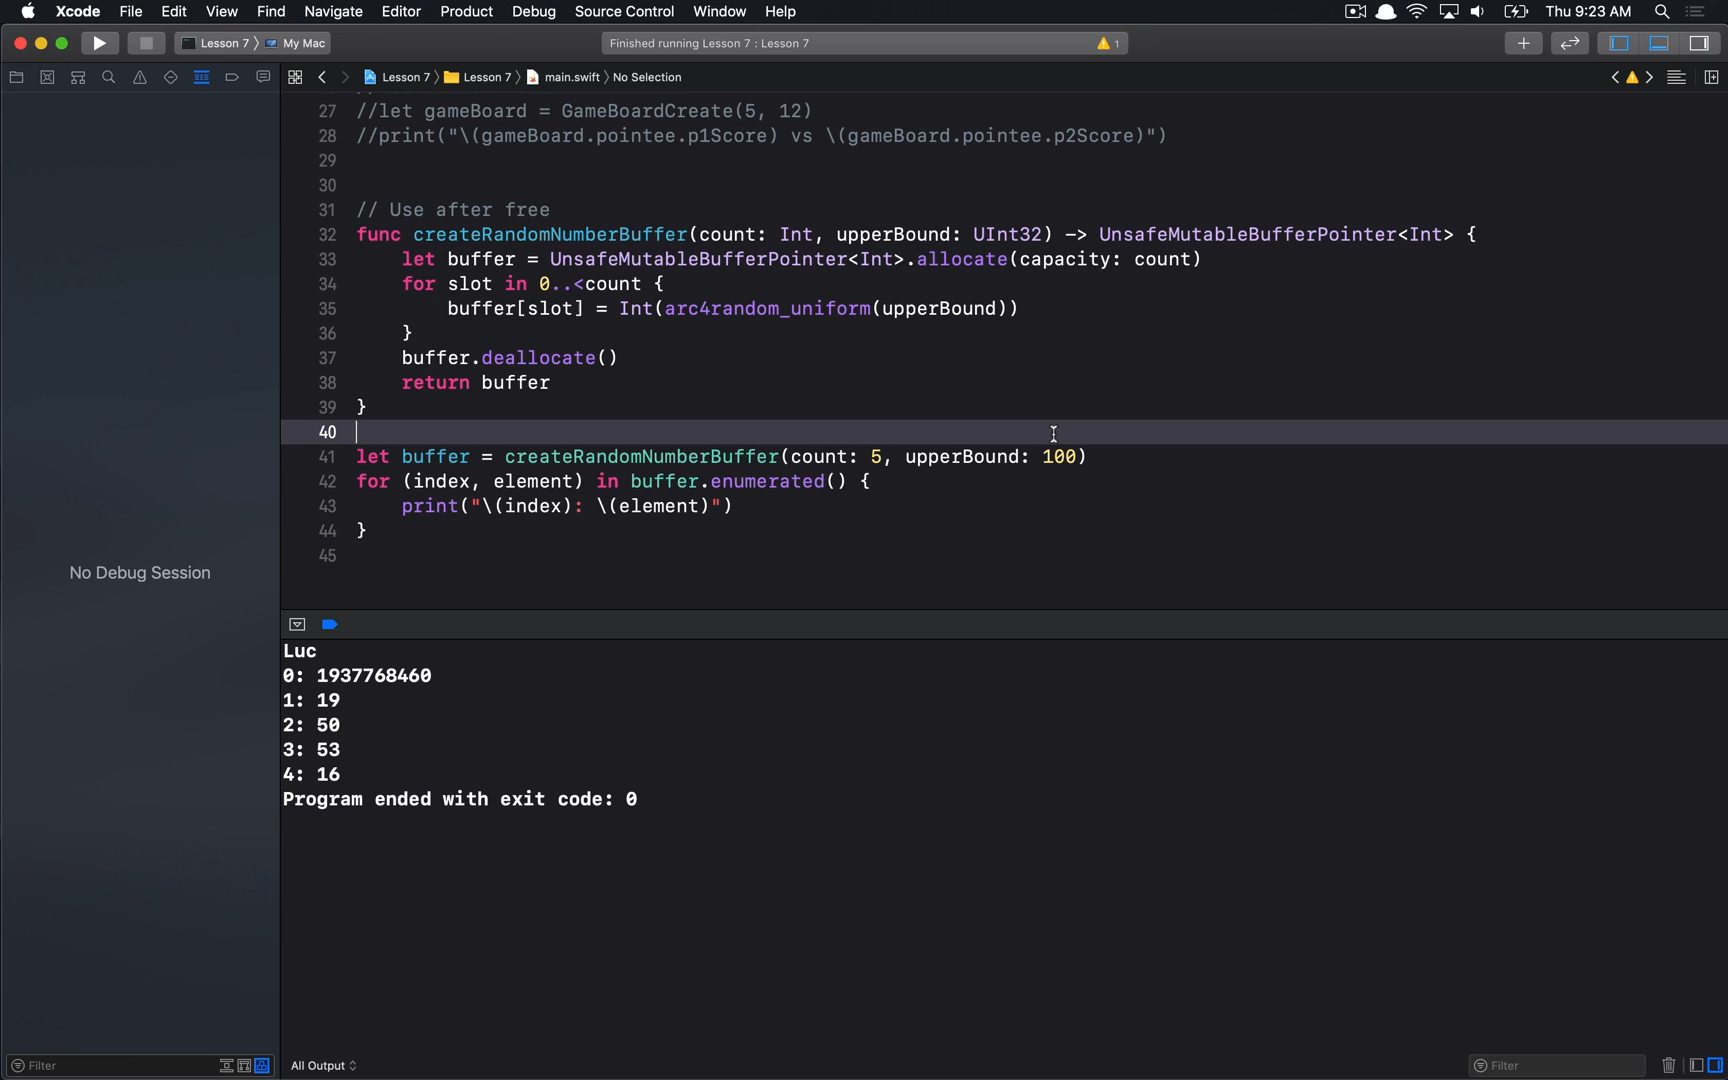 Xcode File Edit View Find Navigate Editor Product Debug Source Control Window Help Thu 9:23 AM
Lesson 7 My Mac Finished running Lesson 7 : Lesson 7 1
Lesson 7 Lesson 7 main.swift No Selection
27 //let gameBoard = GameBoardCreate(5, 12)
28 //print("\(gameBoard.pointee.p1Score) vs \(gameBoard.pointee.p2Score)")
29
30
31 // Use after free
32 func createRandomNumberBuffer(count: Int, upperBound: UInt32) -> UnsafeMutableBufferPointer<Int> {
33 let buffer = UnsafeMutableBufferPointer<Int>.allocate(capacity: count)
34 for slot in 0..<count {
35 buffer[slot] = Int(arc4random_uniform(upperBound))
36 }
37 buffer.deallocate()
38 return buffer
39 }
40
41 let buffer = createRandomNumberBuffer(count: 5, upperBound: 100)
42 for (index, element) in buffer.enumerated() {
43 print("\(index): \(element)")
44 }
45
No Debug Session
Luc
0: 1937768460
1: 19
2: 50
3: 53
4: 16
Program ended with exit code: 0
Filter All Output Filter